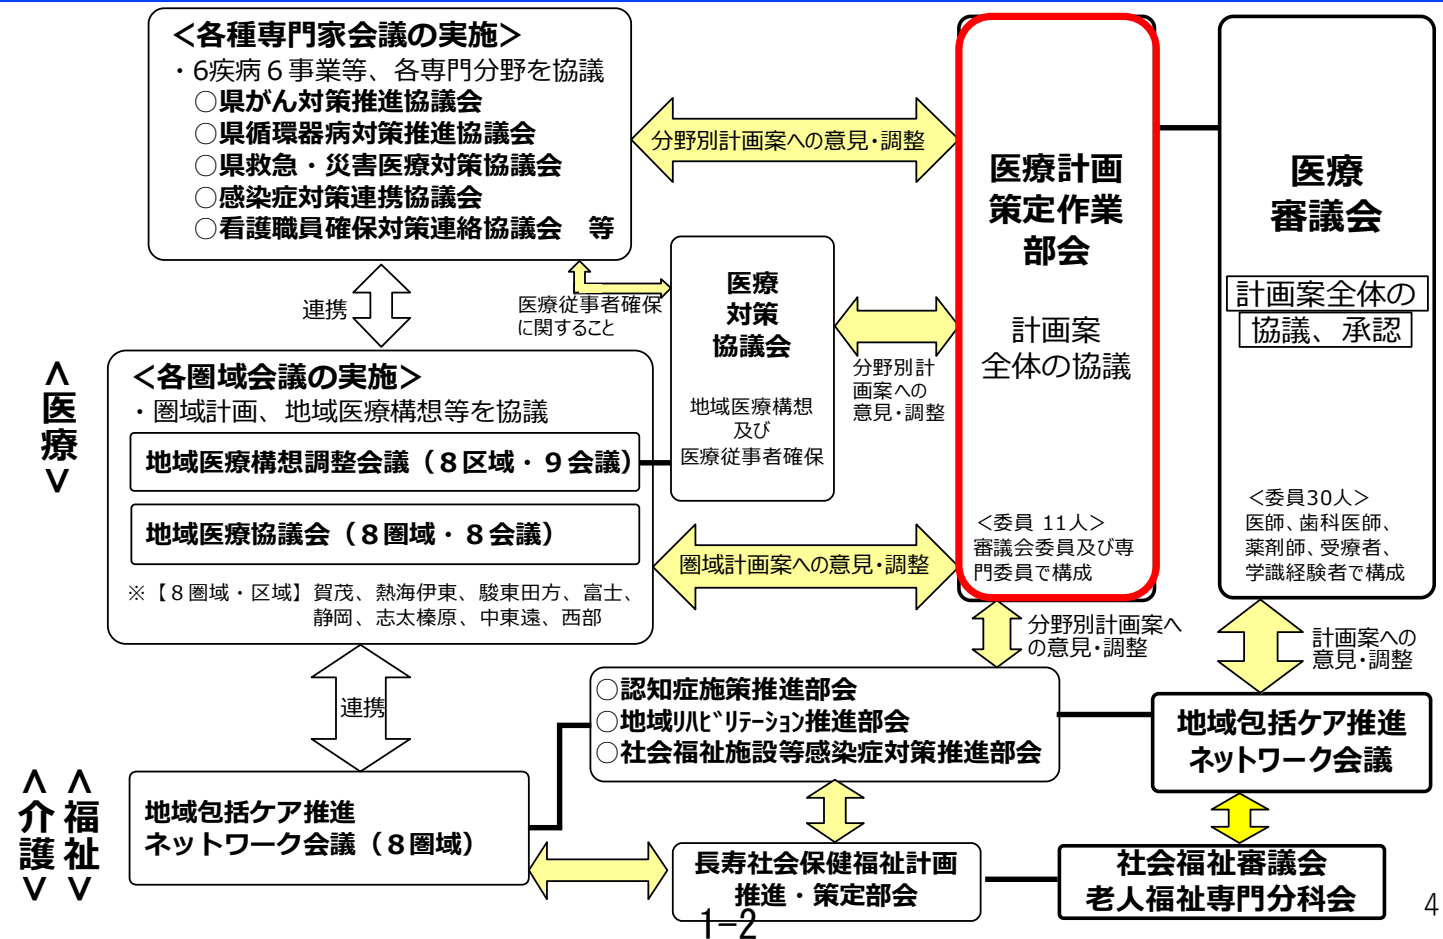 ＜各種専門家会議の実施＞
・6疾病６事業等、各専門分野を協議
○県がん対策推進協議会
○県循環器病対策推進協議会
○県救急・災害医療対策協議会
○感染症対策連携協議会
○看護職員確保対策連絡協議会　等
分野別計画案への意見・調整
医療計画
策定作業
部会
計画案
全体の協議
＜委員 11人＞
審議会委員及び専
門委員で構成
医療
審議会
計画案全体の
協議、承認
＜委員30人＞
医師、歯科医師、
薬剤師、受療者、
学識経験者で構成
連携
医療従事者確保
に関すること
医療
対策
協議会
地域医療構想
及び
医療従事者確保
分野別計
画案への
意見・調整
＜医療＞
＜各圏域会議の実施＞
・圏域計画、地域医療構想等を協議
地域医療構想調整会議（８区域・９会議）
地域医療協議会（８圏域・８会議）
※【８圏域・区域】賀茂、熱海伊東、駿東田方、富士、
静岡、志太榛原、中東遠、西部
圏域計画案への意見・調整
分野別計画案へ
の意見・調整
計画案への
意見・調整
連携
○認知症施策推進部会
○地域ﾘﾊﾋﾞﾘﾃｰｼｮﾝ推進部会
○社会福祉施設等感染症対策推進部会
地域包括ケア推進
ネットワーク会議
＜福祉＞
＜介護＞
地域包括ケア推進
ネットワーク会議（８圏域）
長寿社会保健福祉計画
推進・策定部会
社会福祉審議会
老人福祉専門分科会
1-2
4